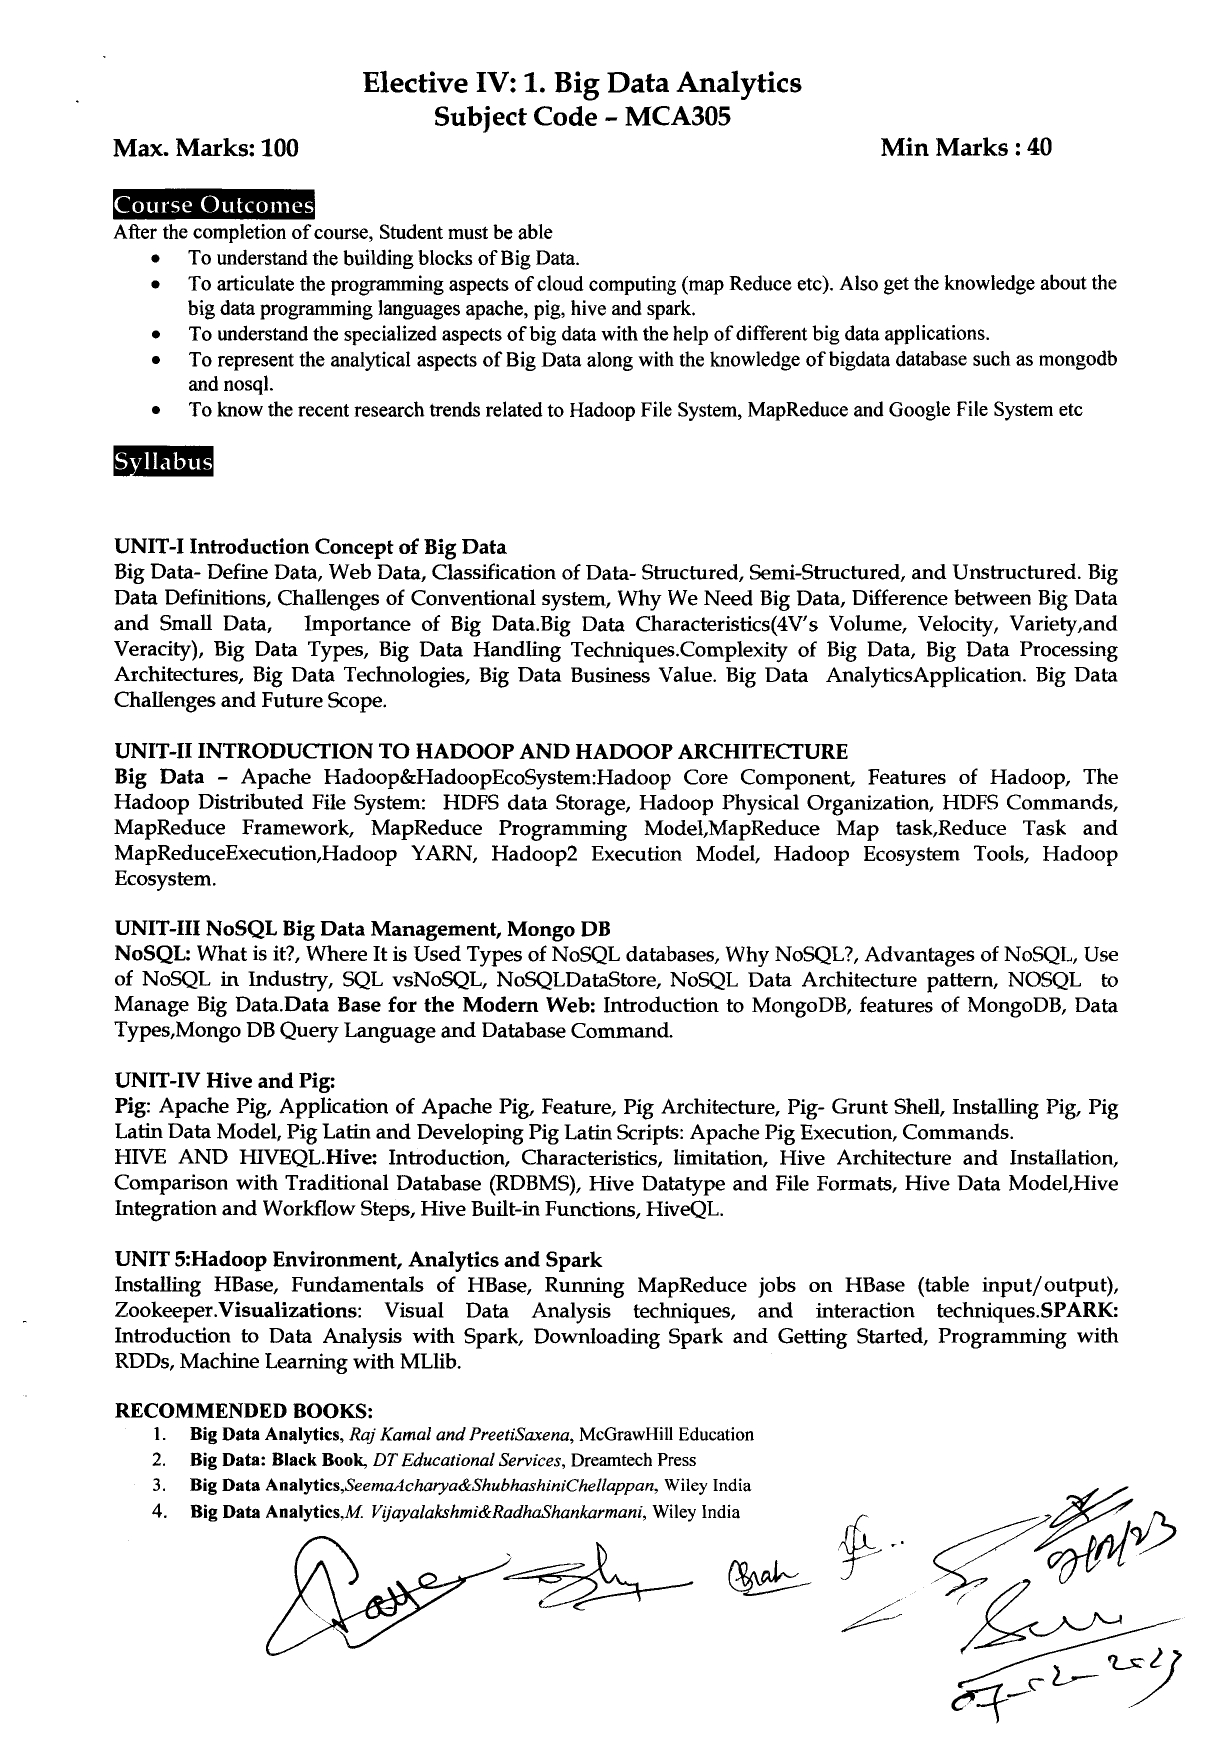 Elective IV: 1. Big Data Analytics
Subject Code – MCA305
Max. Marks: 100 Min Marks : 40
Course Outcomes
After the completion of course, Student must be able
• To understand the building blocks of Big Data.
• To articulate the programming aspects of cloud computing (map Reduce etc). Also get the knowledge about the
big data programming languages apache, pig, hive and spark.
• To understand the specialized aspects of big data with the help of different big data applications.
• To represent the analytical aspects of Big Data along with the knowledge of bigdata database such as mongodb
and nosql.
• To know the recent research trends related to Hadoop File System, MapReduce and Google File System etc
Syllabus
UNIT-I Introduction Concept of Big Data
Big Data- Define Data, Web Data, Classification of Data- Structured, Semi-Structured, and Unstructured. Big
Data Definitions, Challenges of Conventional system, Why We Need Big Data, Difference between Big Data
and Small Data, Importance of Big Data.Big Data Characteristics(4V's Volume, Velocity, Variety,and
Veracity), Big Data Types, Big Data Handling Techniques.Complexity of Big Data, Big Data Processing
Architectures, Big Data Technologies, Big Data Business Value. Big Data AnalyticsApplication. Big Data
Challenges and Future Scope.
UNIT-II INTRODUCTION TO HADOOP AND HADOOP ARCHITECTURE
Big Data – Apache Hadoop&HadoopEcoSystem:Hadoop Core Component, Features of Hadoop, The
Hadoop Distributed File System: HDFS data Storage, Hadoop Physical Organization, HDFS Commands,
MapReduce Framework, MapReduce Programming Model,MapReduce Map task,Reduce Task and
MapReduceExecution,Hadoop YARN, Hadoop2 Execution Model, Hadoop Ecosystem Tools, Hadoop
Ecosystem.
UNIT-III NoSQL Big Data Management, Mongo DB
NoSQL: What is it?, Where It is Used Types of NoSQL databases, Why NoSQL?, Advantages of NoSQL, Use
of NoSQL in Industry, SQL vsNoSQL, NoSQLDataStore, NoSQL Data Architecture pattern, NOSQL to
Manage Big Data.Data Base for the Modern Web: Introduction to MongoDB, features of MongoDB, Data
Types,Mongo DB Query Language and Database Command.
UNIT-IV Hive and Pig:
Pig: Apache Pig, Application of Apache Pig, Feature, Pig Architecture, Pig- Grunt Shell, Installing Pig, Pig
Latin Data Model, Pig Latin and Developing Pig Latin Scripts: Apache Pig Execution, Commands.
HIVE AND HIVEQL.Hive: Introduction, Characteristics, limitation, Hive Architecture and Installation,
Comparison with Traditional Database (RDBMS), Hive Datatype and File Formats, Hive Data Model,Hive
Integration and Workflow Steps, Hive Built-in Functions, HiveQL.
UNIT 5:Hadoop Environment, Analytics and Spark
Installing HBase, Fundamentals of HBase, Running MapReduce jobs on HBase (table input/output),
Zookeeper.Visualizations: Visual Data Analysis techniques, and interaction techniques.SPARK:
Introduction to Data Analysis with Spark, Downloading Spark and Getting Started, Programming with
RDDs, Machine Learning with MLlib.
RECOMMENDED BOOKS:
1. Big Data Analytics, Raj Kamal and PreetiSaxena, McGrawHill Education
2. Big Data: Black Book, DT Educational Services, Dreamtech Press
3. Big Data Analytics,SeemaAcharya&ShubhashiniChellappan, Wiley India
4. Big Data Analytics,M. Vijayalakshmi&RadhaShankarmani, Wiley India
07-02-2023